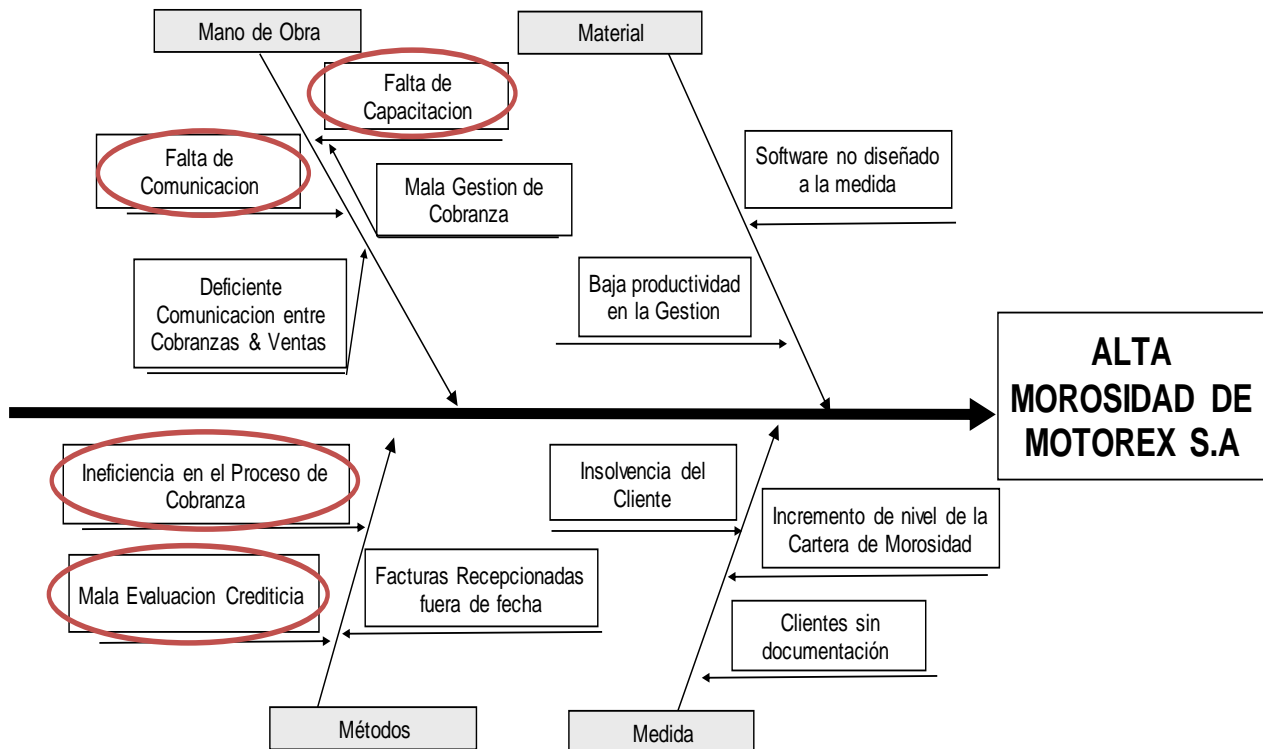 Mano de Obra
Material
Falta de
Capacitacion
Falta de
Comunicacion
Mala Gestion de
Cobranza
Software no diseñado
a la medida
Deficiente
Comunicacion entre
Cobranzas & Ventas
Baja productividad
en la Gestion
ALTA
MOROSIDAD DE
MOTOREX S.A
Ineficiencia en el Proceso de
Cobranza
Insolvencia del
Cliente
Incremento de nivel de la
Cartera de Morosidad
Mala Evaluacion Crediticia
Facturas Recepcionadas
fuera de fecha
Clientes sin
documentación
Métodos
Medida